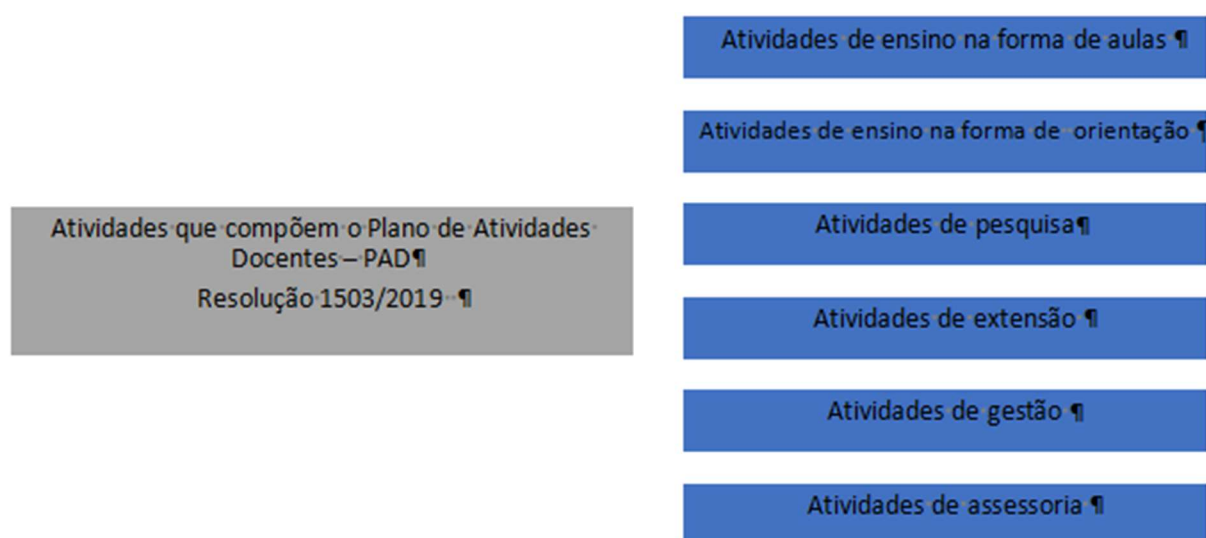 Atividades que compõem o Plano de Atividades
Docentes – PAD¶
Resolução 1503/2019 ¶
Atividades de ensino na forma de aulas ¶
Atividades de ensino na forma de orientação ¶
Atividades de pesquisa¶
Atividades de extensão ¶
Atividades de gestão ¶
Atividades de assessoria ¶